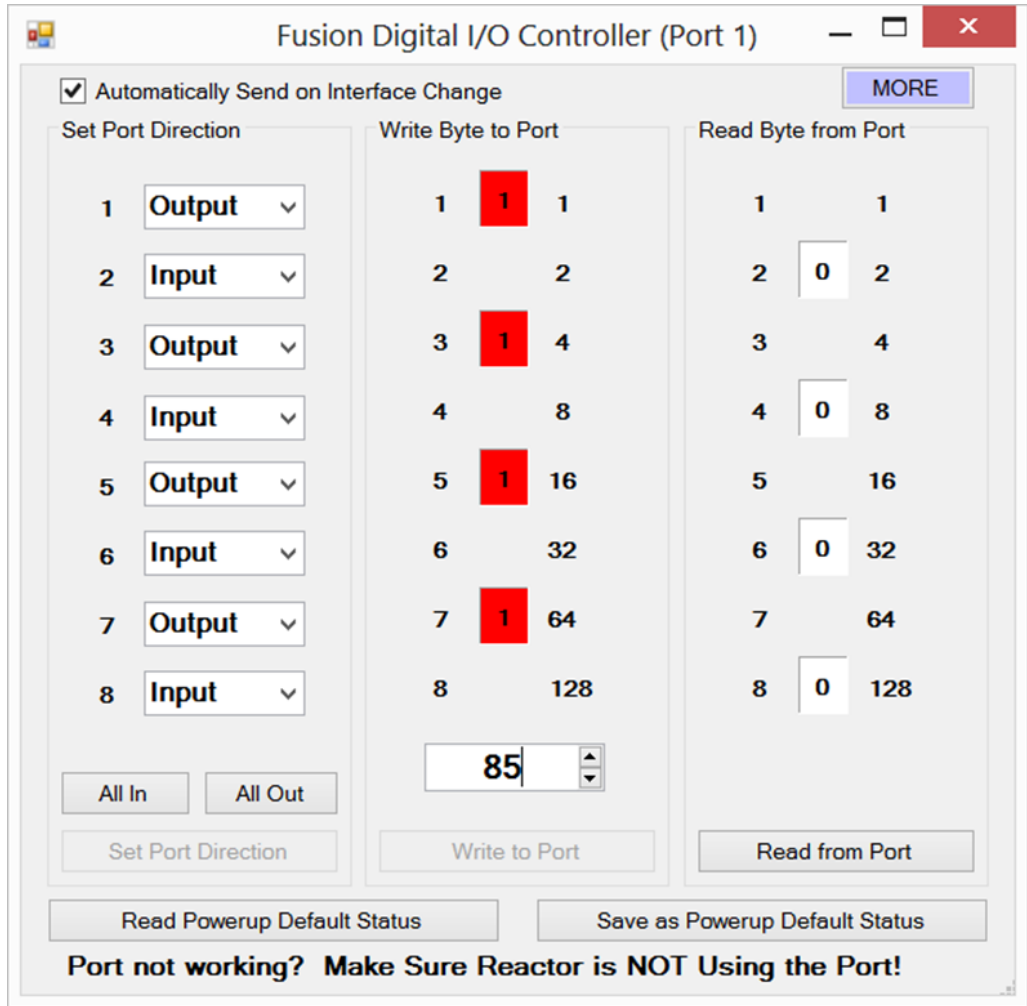 Fusion Digital I/O Controller (Port 1)
Automatically Send on Interface Change
MORE
Set Port Direction
Write Byte to Port
Read Byte from Port
1 Output 1 1 1 1 1
2 Input 2 2 2 0 2
3 Output 3 1 4 3 4
4 Input 4 8 4 0 8
5 Output 5 1 16 5 16
6 Input 6 32 6 0 32
7 Output 7 1 64 7 64
8 Input 8 128 8 0 128
85
All In All Out
Set Port Direction Write to Port Read from Port
Read Powerup Default Status Save as Powerup Default Status
Port not working? Make Sure Reactor is NOT Using the Port!